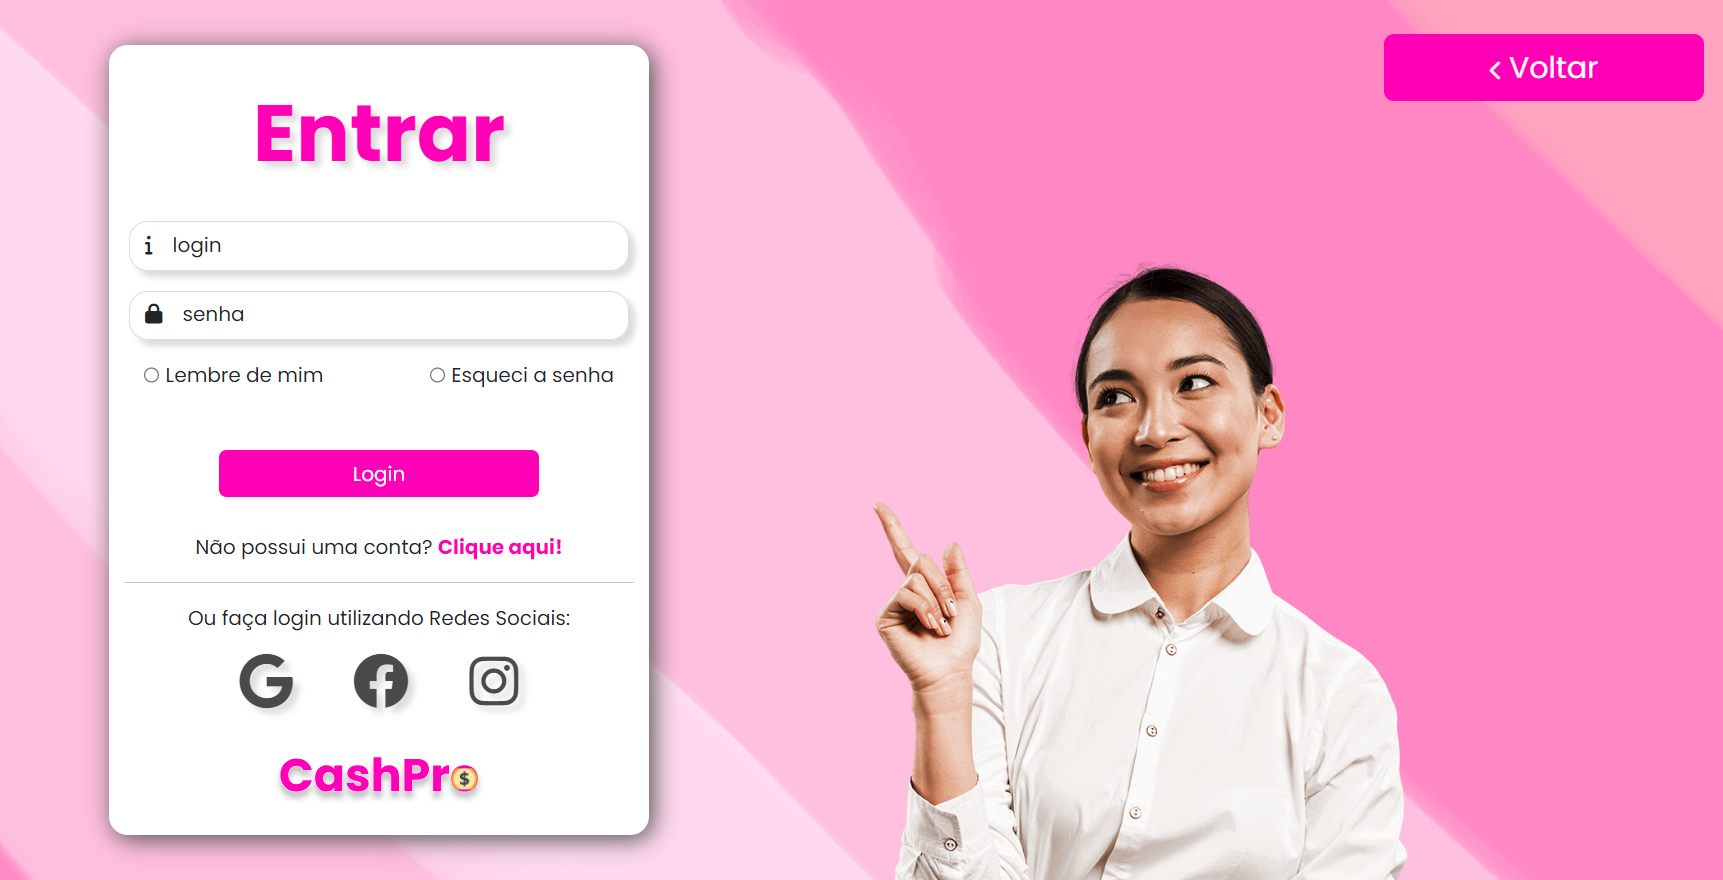 Voltar
Entrar
login
senha
Lembre de mim
Esqueci a senha
Login
Não possui uma conta? Clique aqui!
Ou faça login utilizando Redes Sociais:
CashPro